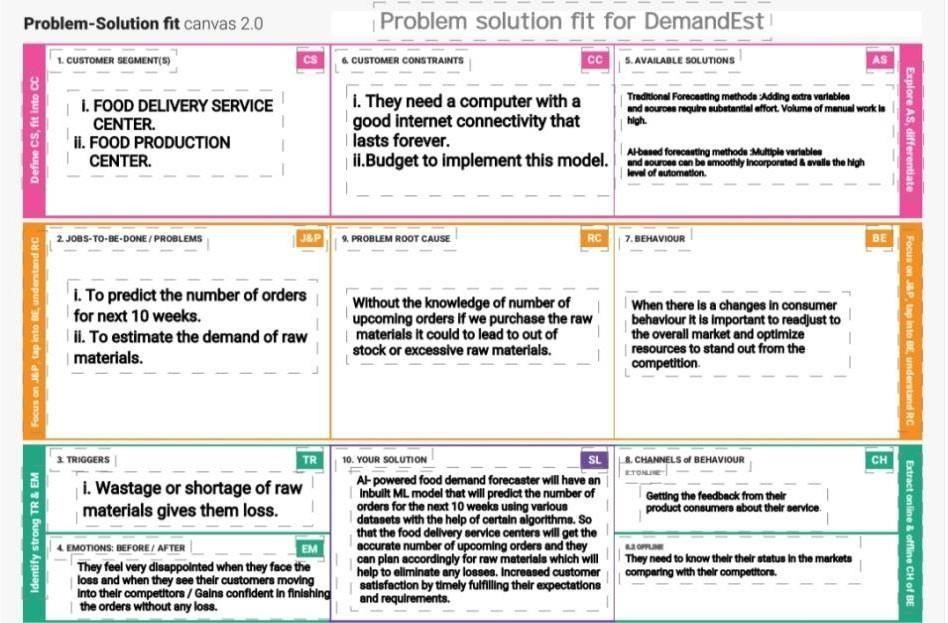 Problem-Solution fit canvas 2.0
Problem solution fit for DemandEst
Define CS, fit into CC
1. CUSTOMER SEGMENT(S)
CS
i. FOOD DELIVERY SERVICE
CENTER.
ii. FOOD PRODUCTION
CENTER.
6. CUSTOMER CONSTRAINTS
CC
i. They need a computer with a
good internet connectivity that
lasts forever.
ii.Budget to implement this model.
5. AVAILABLE SOLUTIONS
AS
Traditional Forecasting methods :Adding extra variables
and sources require substantial effort. Volume of manual work is
high.
AI-based forecasting methods :Multiple variables
and sources can be smoothly incorporated & avails the high
level of automation.
Explore AS, differentiate
Focus on J&P, tap into BE, understand RC
2. JOBS-TO-BE-DONE / PROBLEMS
J&P
i. To predict the number of orders
for next 10 weeks.
ii. To estimate the demand of raw
materials.
9. PROBLEM ROOT CAUSE
RC
Without the knowledge of number of
upcoming orders if we purchase the raw
materials it could to lead to out of
stock or excessive raw materials.
7. BEHAVIOUR
BE
When there is a changes in consumer
behaviour it is important to readjust to
the overall market and optimize
resources to stand out from the
competition.
Focus on J&P, tap into BE, understand RC
Identify strong TR & EM
3. TRIGGERS
TR
i. Wastage or shortage of raw
materials gives them loss.
4. EMOTIONS: BEFORE / AFTER
EM
They feel very disappointed when they face the
loss and when they see their customers moving
into their competitors / Gains confident in finishing
the orders without any loss.
10. YOUR SOLUTION
SL
AI- powered food demand forecaster will have an
inbuilt ML model that will predict the number of
orders for the next 10 weeks using various
datasets with the help of certain algorithms. So
that the food delivery service centers will get the
accurate number of upcoming orders and they
can plan accordingly for raw materials which will
help to eliminate any losses. Increased customer
satisfaction by timely fulfilling their expectations
and requirements.
8. CHANNELS of BEHAVIOUR
CH
8.1 ONLINE
Getting the feedback from their
product consumers about their service.
8.2 OFFLINE
They need to know their their status in the markets
comparing with their competitors.
Extract online & offline CH of BE